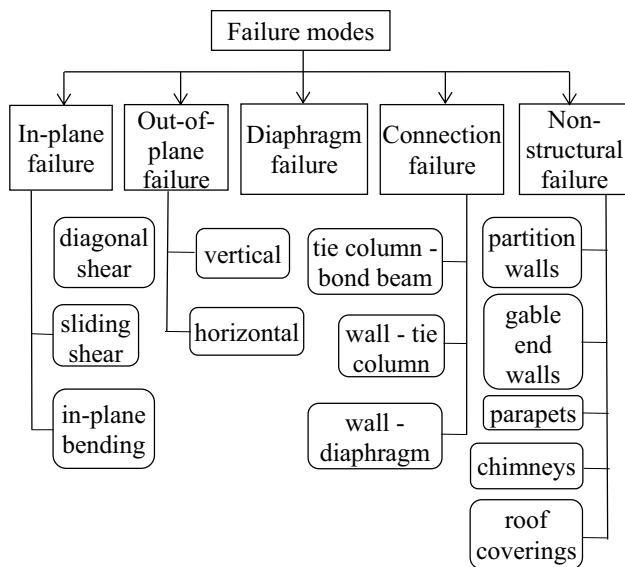 Failure modes
In-plane
failure
Out-of-
plane
failure
Diaphragm
failure
Connection
failure
Non-
structural
failure
diagonal
shear
sliding
shear
in-plane
bending
vertical
horizontal
tie column -
bond beam
wall - tie
column
wall -
diaphragm
partition
walls
gable
end
walls
parapets
chimneys
roof
coverings